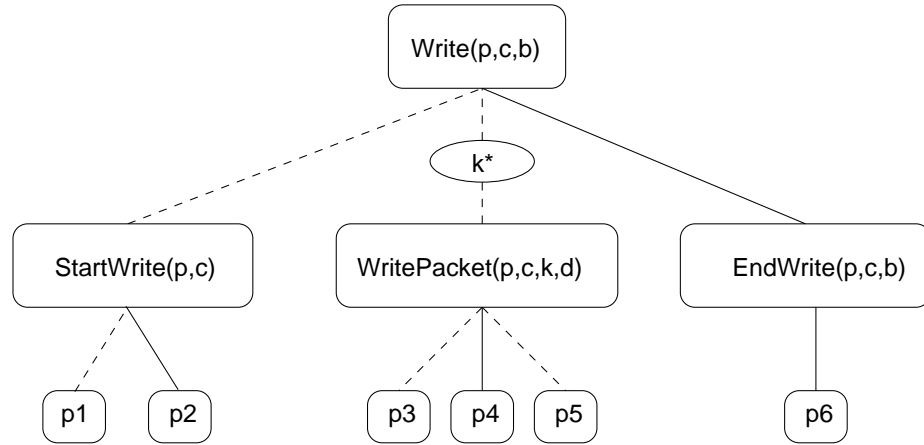 Write(p,c,b)
k*
StartWrite(p,c)
WritePacket(p,c,k,d)
EndWrite(p,c,b)
p1
p2
p3
p4
p5
p6